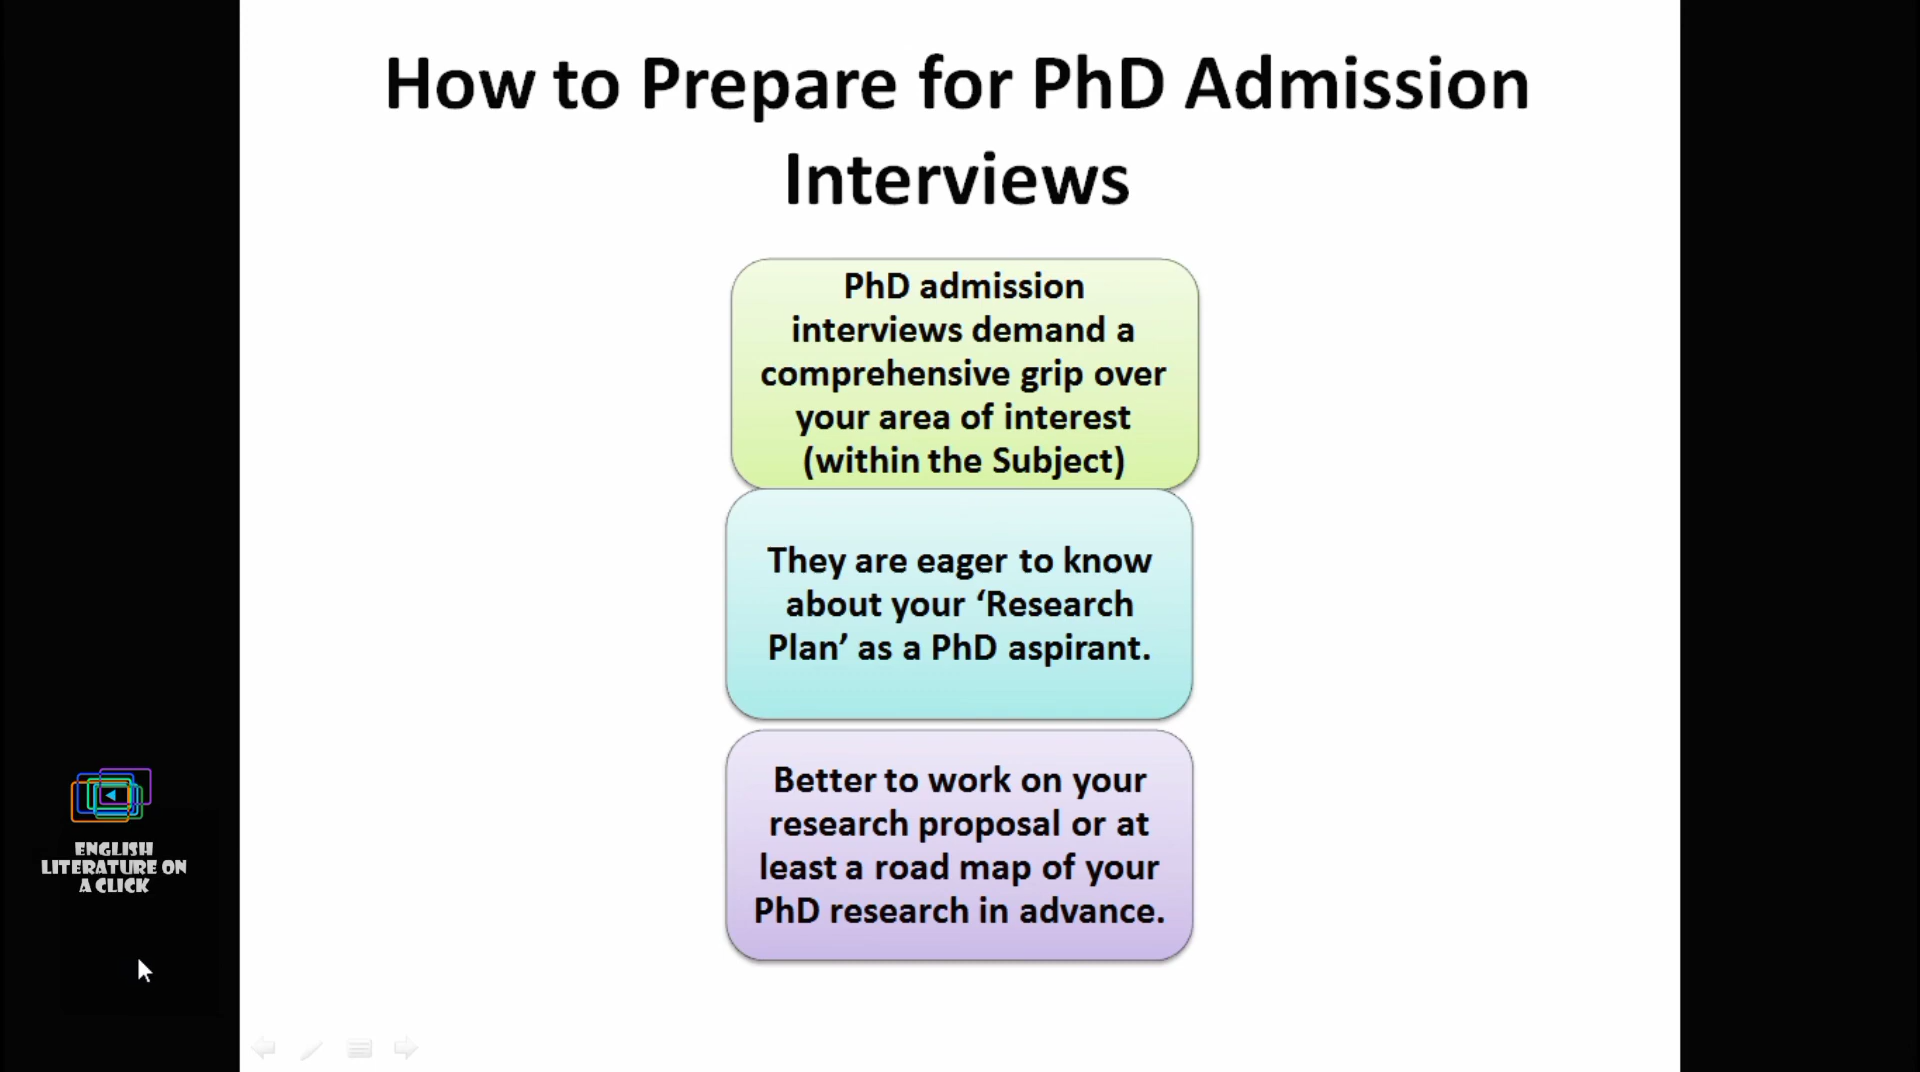 How to Prepare for PhD Admission
Interviews
PhD admission
interviews demand a
comprehensive grip over
your area of interest
(within the Subject)
They are eager to know
about your ‘Research
Plan’ as a PhD aspirant.
Better to work on your
research proposal or at
least a road map of your
PhD research in advance.
ENGLISH
LITERATURE ON
A CLICK